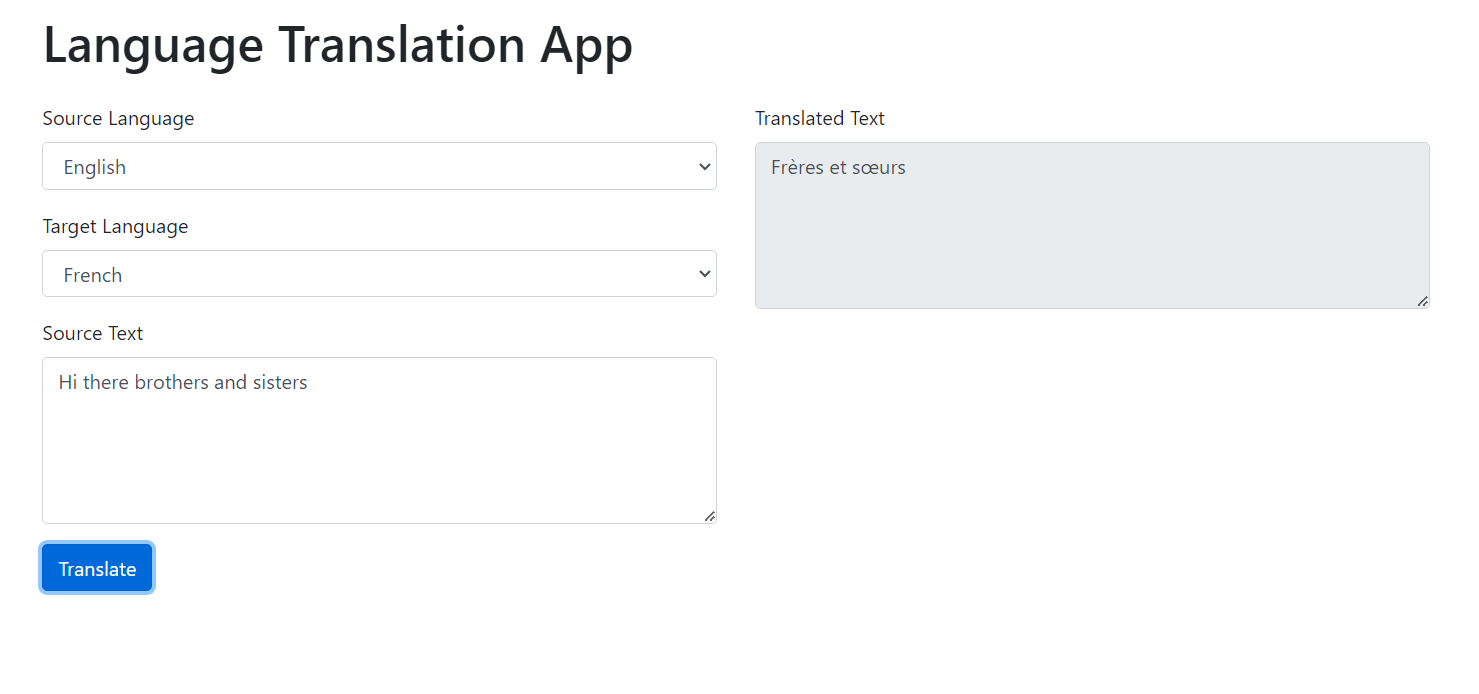 Language Translation App
Source Language
English
Target Language
French
Source Text
Hi there brothers and sisters
Translate
Translated Text
Frères et sœurs